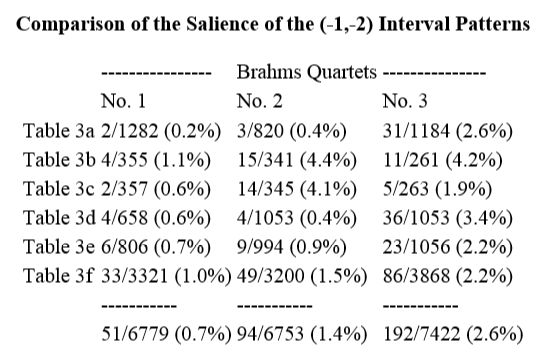 Comparison of the Salience of the (-1,-2) Interval Patterns
---------------- Brahms Quartets ---------------
No. 1 No. 2 No. 3
Table 3a 2/1282 (0.2%) 3/820 (0.4%) 31/1184 (2.6%)
Table 3b 4/355 (1.1%) 15/341 (4.4%) 11/261 (4.2%)
Table 3c 2/357 (0.6%) 14/345 (4.1%) 5/263 (1.9%)
Table 3d 4/658 (0.6%) 4/1053 (0.4%) 36/1053 (3.4%)
Table 3e 6/806 (0.7%) 9/994 (0.9%) 23/1056 (2.2%)
Table 3f 33/3321 (1.0%) 49/3200 (1.5%) 86/3868 (2.2%)
----------- ----------- -----------
51/6779 (0.7%) 94/6753 (1.4%) 192/7422 (2.6%)